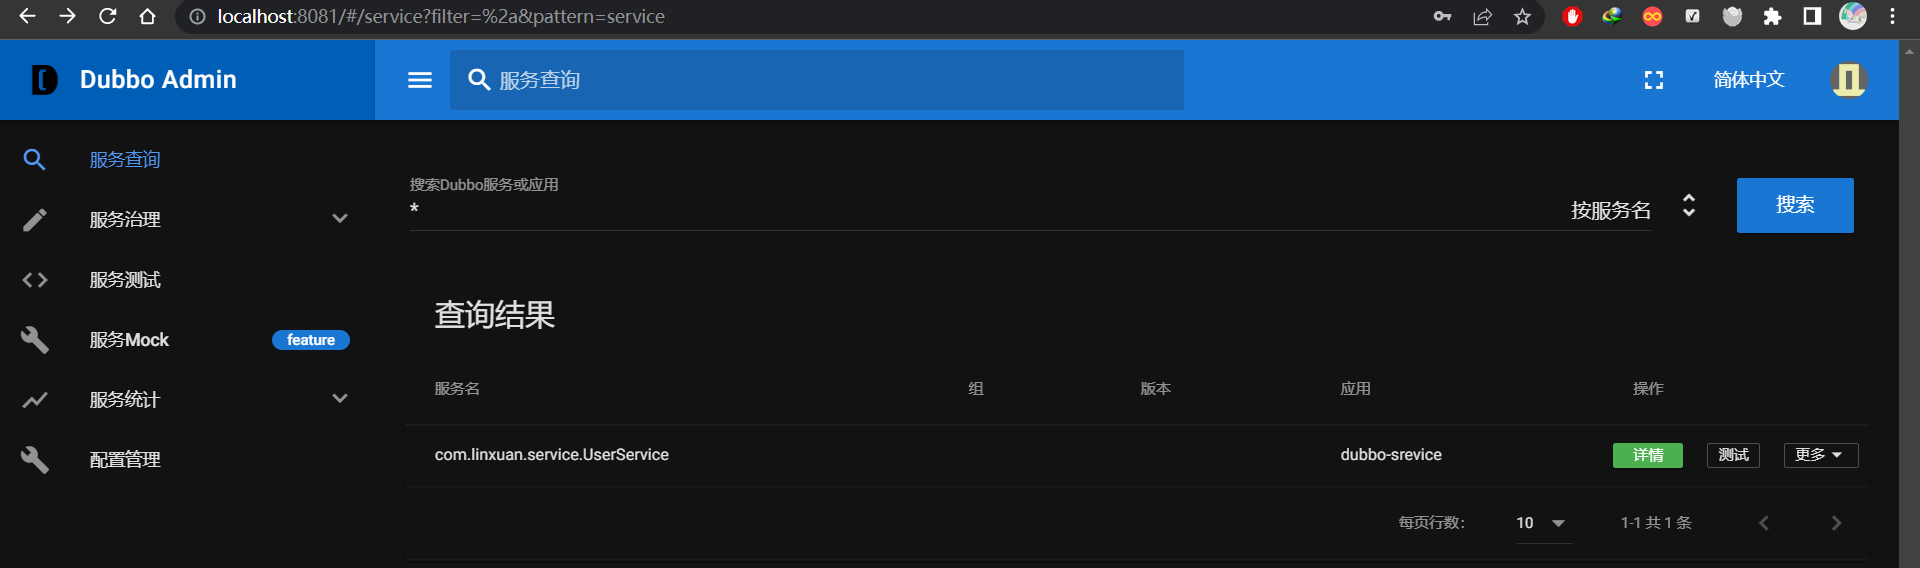 localhost:8081/#/service?filter=%2a&pattern=service
Dubbo Admin
服务查询
简体中文
服务查询
服务治理
服务测试
服务Mock
feature
服务统计
配置管理
搜索Dubbo服务或应用
*
按服务名
搜索
查询结果
服务名 组 版本 应用 操作
com.linxuan.service.UserService dubbo-srevice 详情 测试 更多
每页行数: 10 1-1 共 1 条